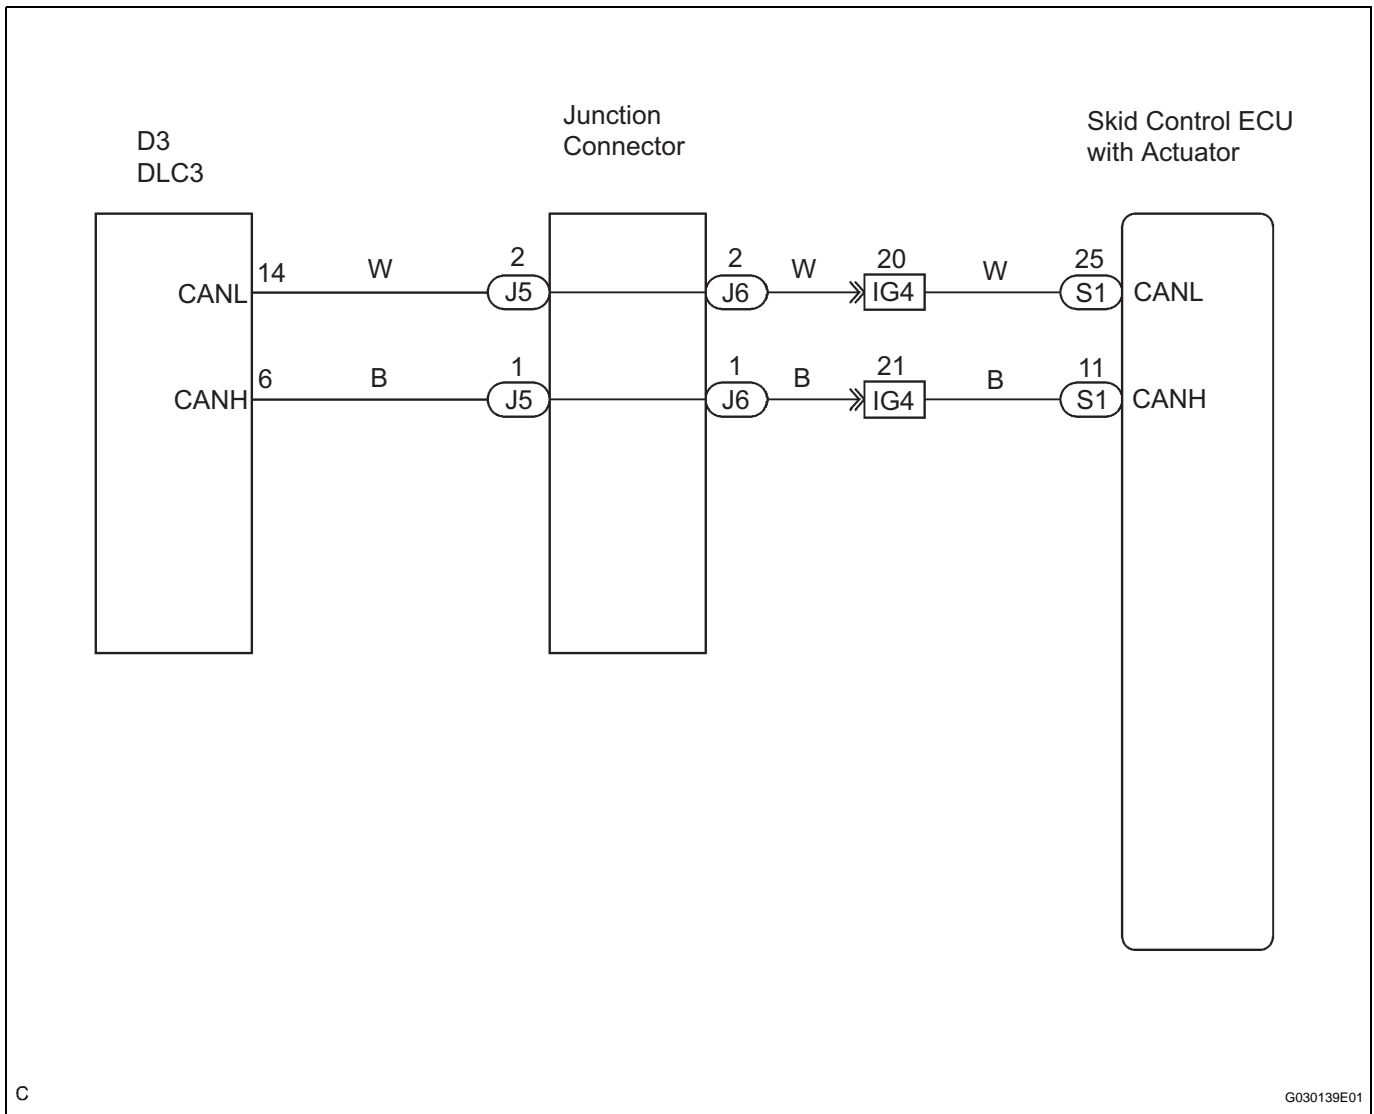 D3
DLC3
Junction
Connector
Skid Control ECU
with Actuator
CANL
14
W
2
J5
2
J6
W
20
IG4
W
25
S1
CANL
CANH
6
B
1
J5
1
J6
B
21
IG4
B
11
S1
CANH
C
G030139E01